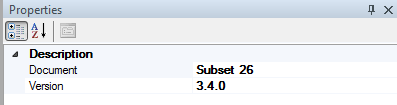 Properties
Description
Document Subset 26
Version 3.4.0